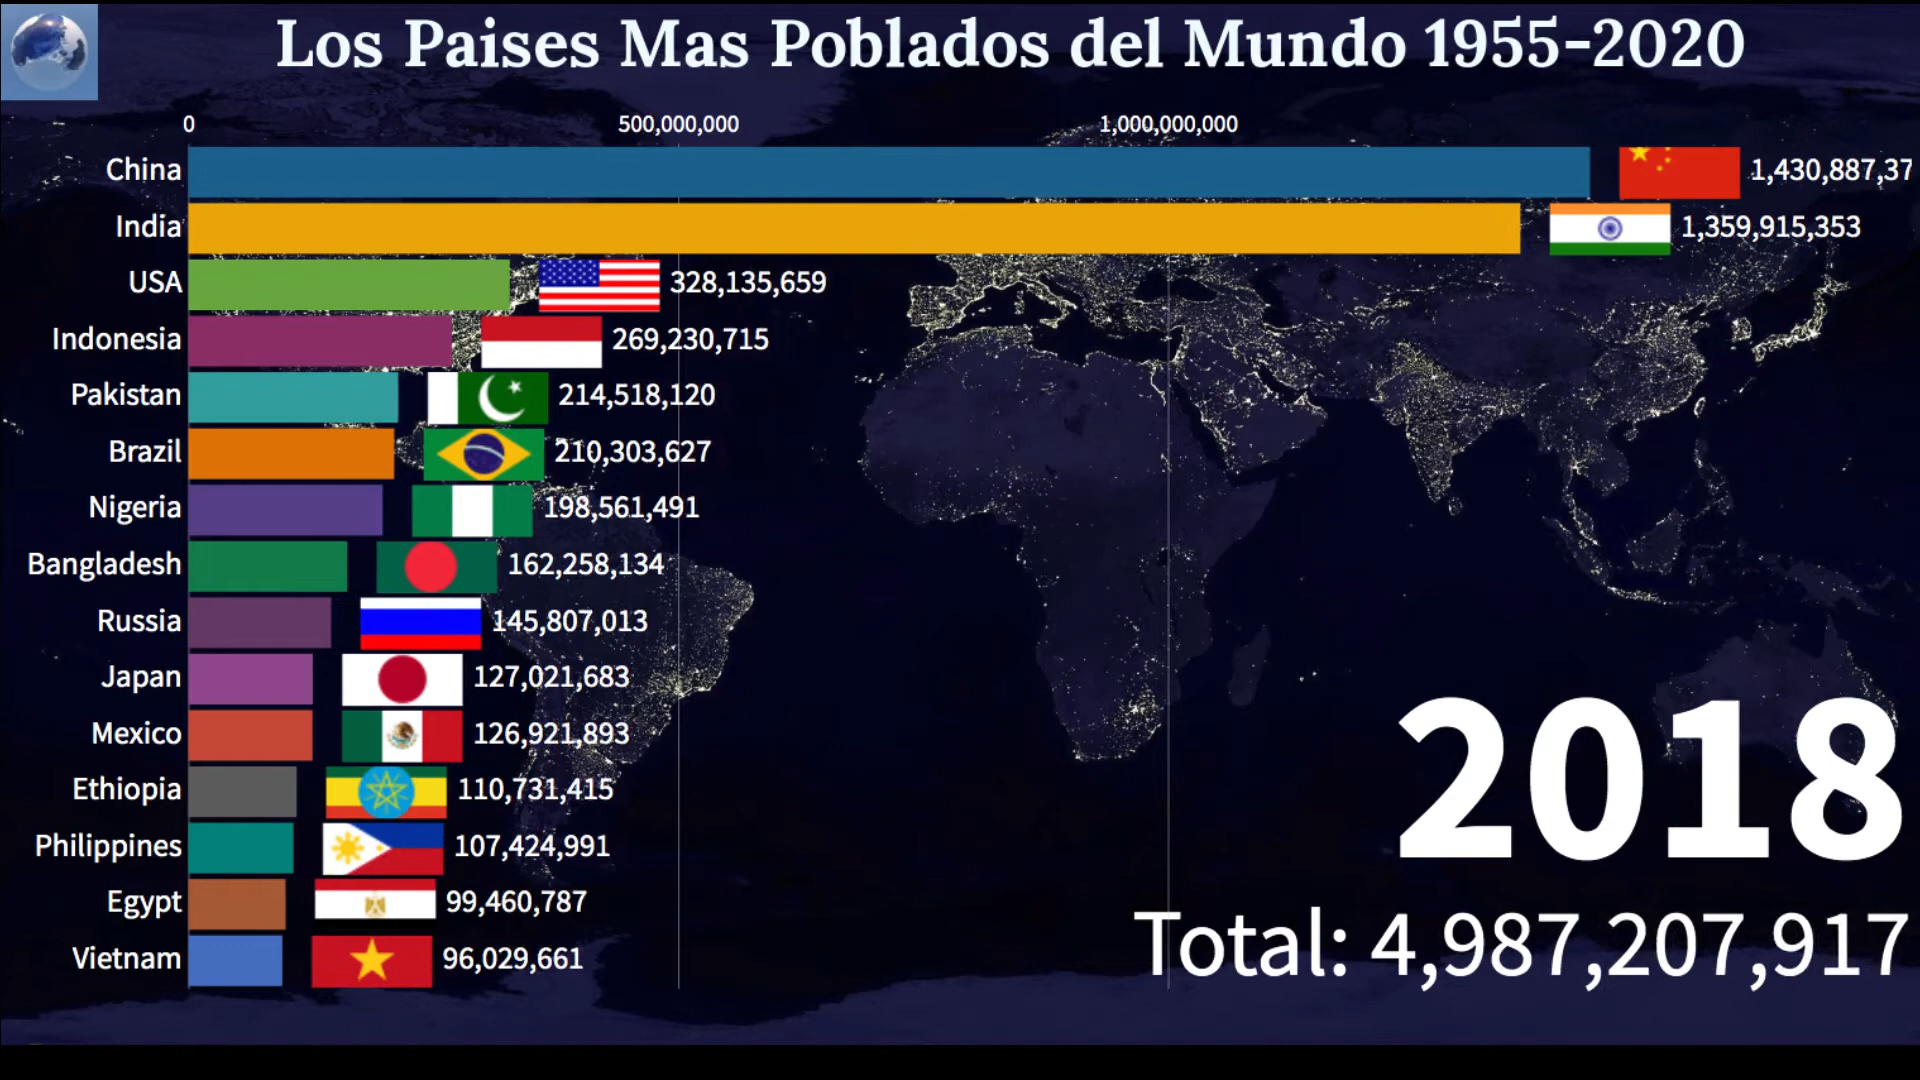 Los Paises Mas Poblados del Mundo 1955-2020
0 500,000,000 1,000,000,000
China 1,430,887,37
India 1,359,915,353
USA 328,135,659
Indonesia 269,230,715
Pakistan 214,518,120
Brazil 210,303,627
Nigeria 198,561,491
Bangladesh 162,258,134
Russia 145,807,013
Japan 127,021,683
Mexico 126,921,893
Ethiopia 110,731,415
Philippines 107,424,991
Egypt 99,460,787
Vietnam 96,029,661
2018
Total: 4,987,207,917